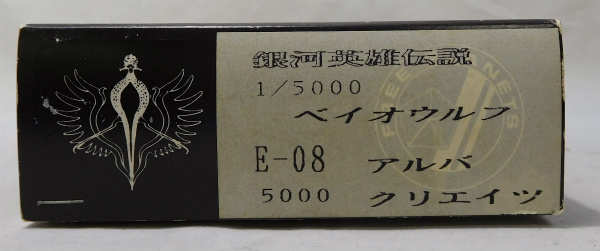 銀河英雄伝説
1/5000
ベイオウルフ
E-08 アルバ
5000 クリエイツ